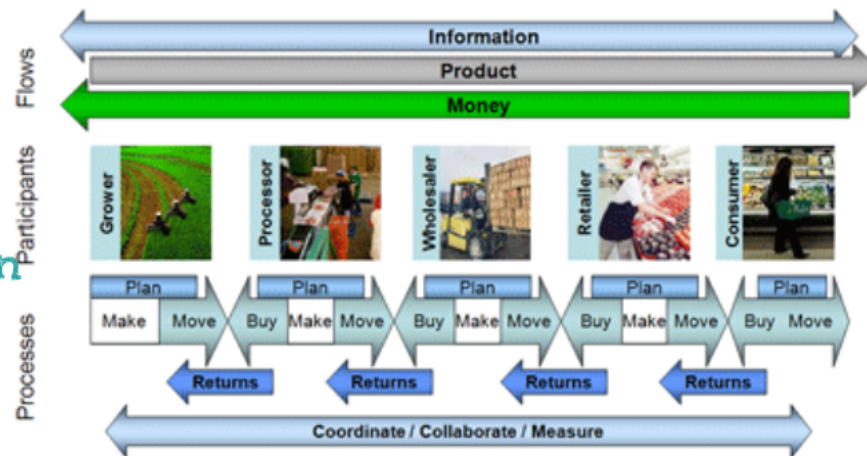 Flows
Information
Product
Money
Participants
Grower
Processor
Wholesaler
Retailer
Consumer
n
Processes
Plan Plan Plan Plan Plan
Make Move Buy Make Move Buy Make Move Buy Make Move Buy Move
Returns Returns Returns Returns
Coordinate / Collaborate / Measure